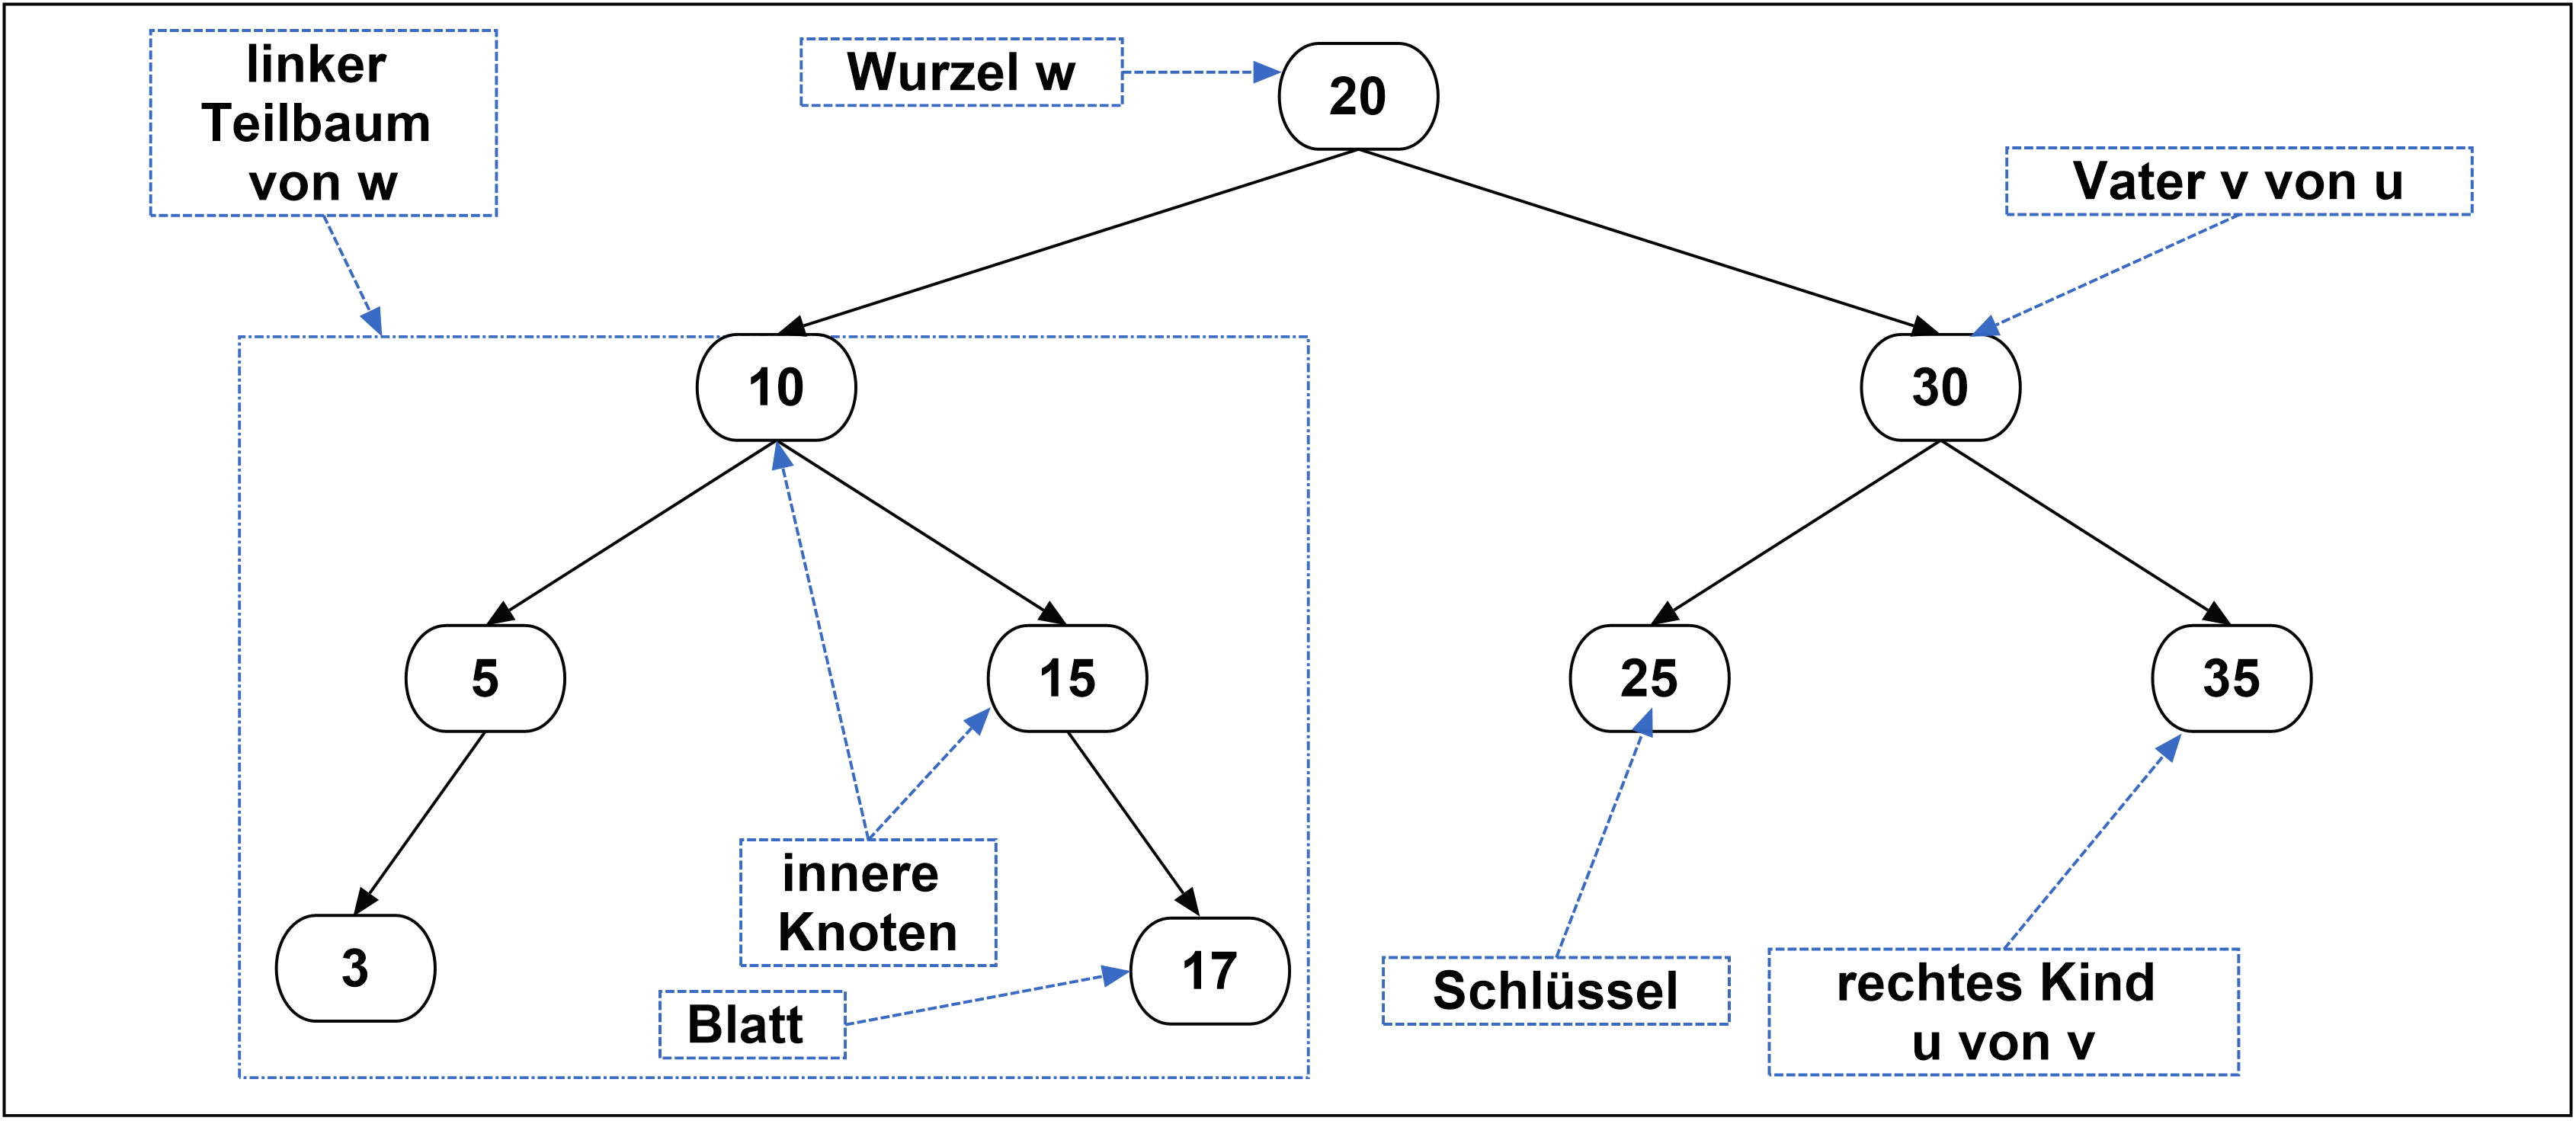 linker
Teilbaum
von w
Wurzel w
20
Vater v von u
10
30
5
15
25
35
innere
Knoten
3
17
Blatt
Schlüssel
rechtes Kind
u von v